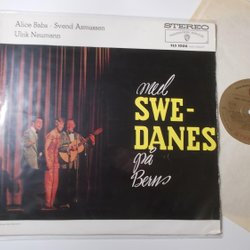 Alice Babs - Svend Asmussen
Ulrik Neumann
STEREO
med
SWE-
DANES
på
Berns